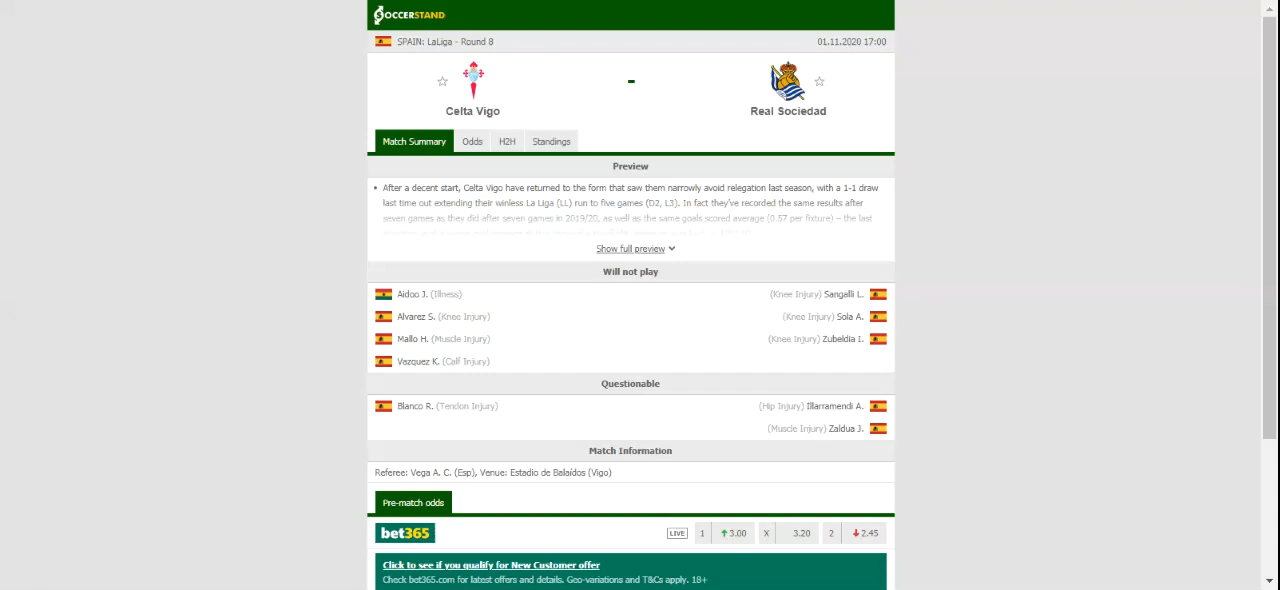 SOCCERSTAND
SPAIN: LaLiga - Round 8 01.11.2020 17:00
-
Celta Vigo Real Sociedad
Match Summary Odds H2H Standings
Preview
• After a decent start, Celta Vigo have returned to the form that saw them narrowly avoid relegation last season, with a 1-1 draw
last time out extending their winless La Liga (LL) run to five games (D2, L3). In fact they've recorded the same results after
seven games as they did after seven games in 2019/20, as well as the same goals scored average (0.57 per fixture) – the last
Show full preview
Will not play
Aidoo J. (Illness) (Knee Injury) Sangalli L.
Alvarez S. (Knee Injury) (Knee Injury) Sola A.
Mallo H. (Muscle Injury) (Knee Injury) Zubeldia I.
Vazquez K. (Calf Injury)
Questionable
Blanco R. (Tendon Injury) (Hip Injury) Illarramendi A.
(Muscle Injury) Zaldua J.
Match Information
Referee: Vega A. C. (Esp), Venue: Estadio de Balaídos (Vigo)
Pre-match odds
bet365 LIVE 1 3.00 X 3.20 2 2.45
Click to see if you qualify for New Customer offer
Check bet365.com for latest offers and details. Geo-variations and T&Cs apply. 18+